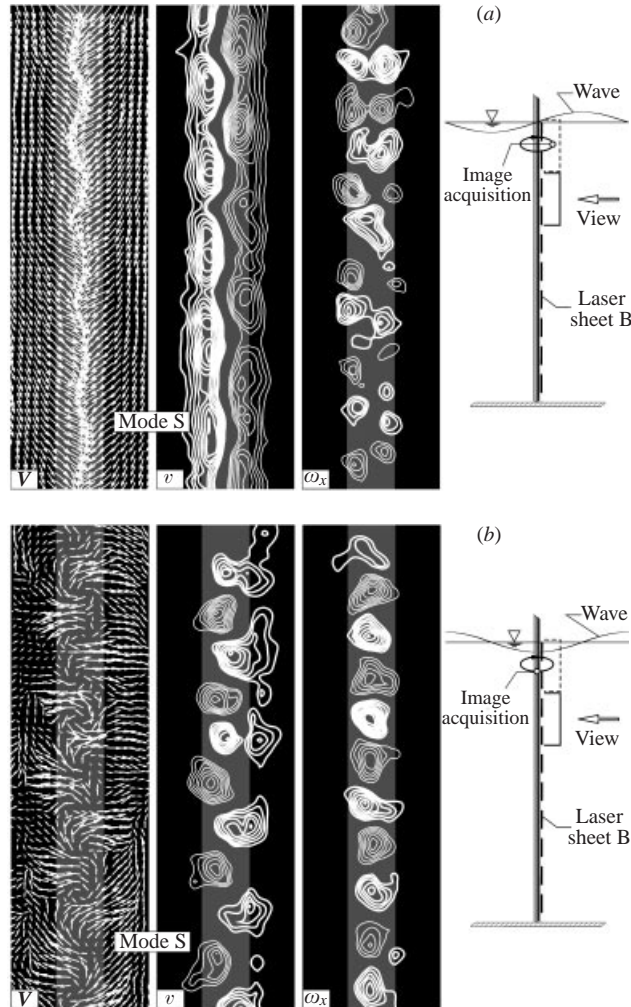 (a)
Wave
Image
acquisition
View
Laser
sheet B
Mode S
V
v
ωx
(b)
Wave
Image
acquisition
View
Laser
sheet B
Mode S
V
v
ωx